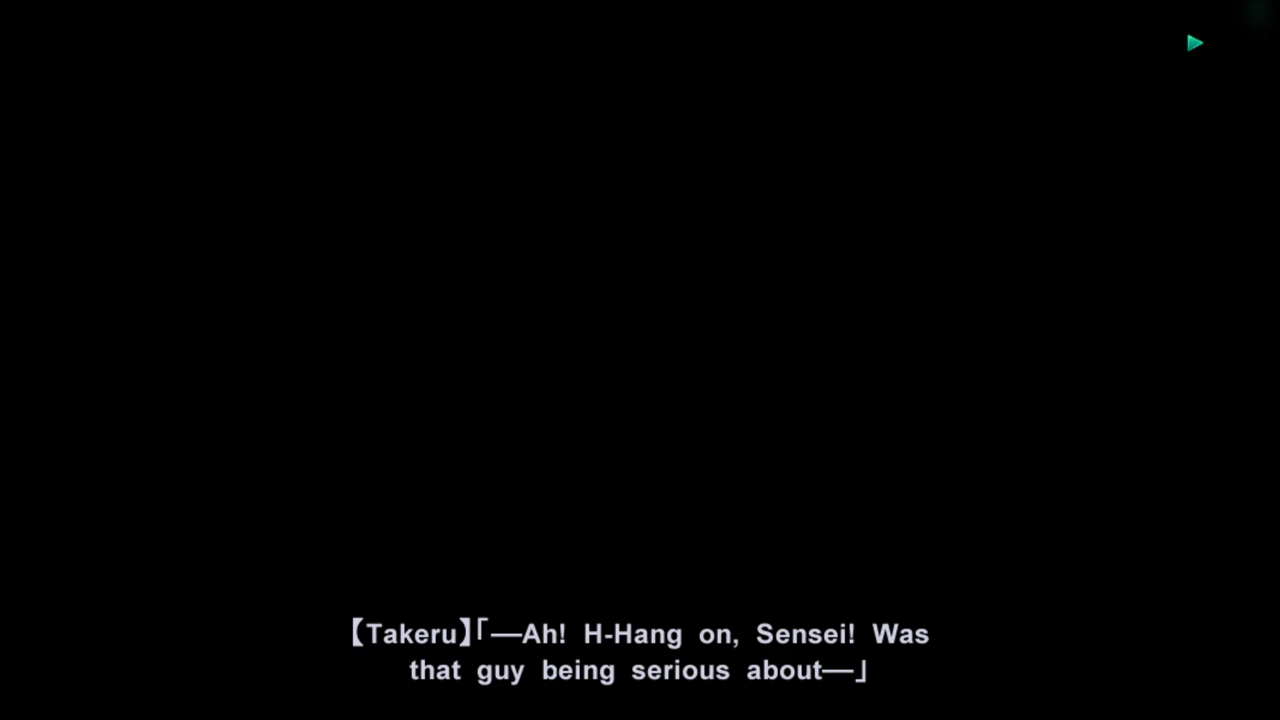 【Takeru】「──Ah! H-Hang on, Sensei! Was
that guy being serious about──」